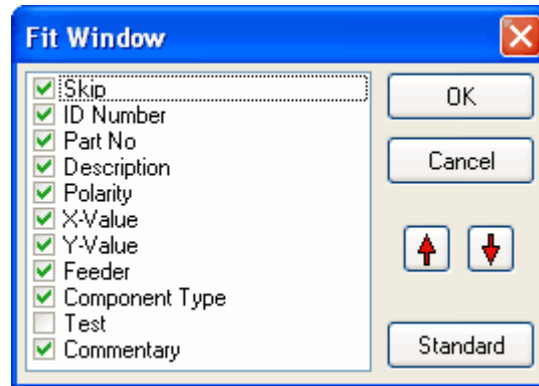 Fit Window
Skip
ID Number
Part No
Description
Polarity
X-Value
Y-Value
Feeder
Component Type
Test
Commentary
OK
Cancel
Standard